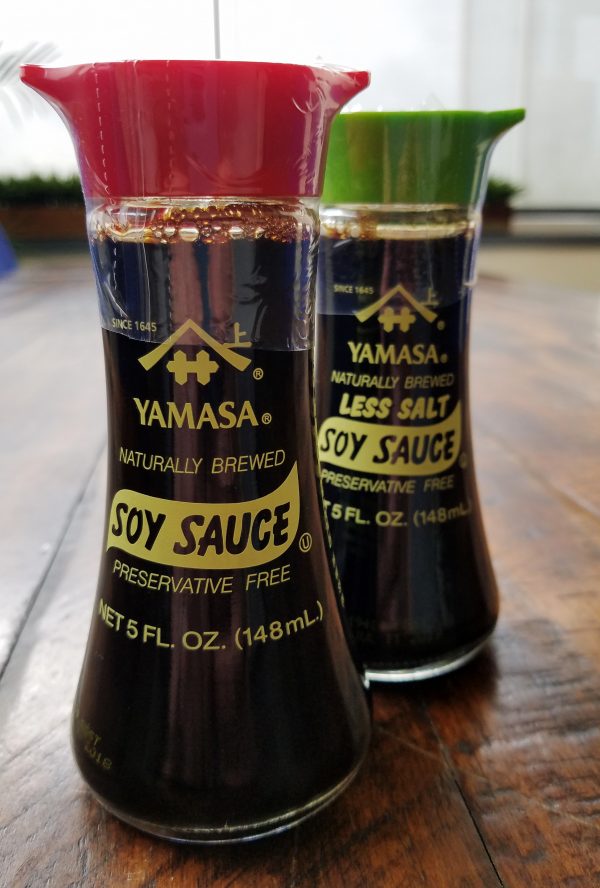 SINCE 1645
上
®
YAMASA®
NATURALLY BREWED
SOY SAUCE
U
PRESERVATIVE FREE
NET 5 FL. OZ. (148mL.)
SINCE 1645
上
®
YAMASA®
NATURALLY BREWED
LESS SALT
SOY SAUCE
U
PRESERVATIVE FREE
5 FL. OZ. (148mL.)